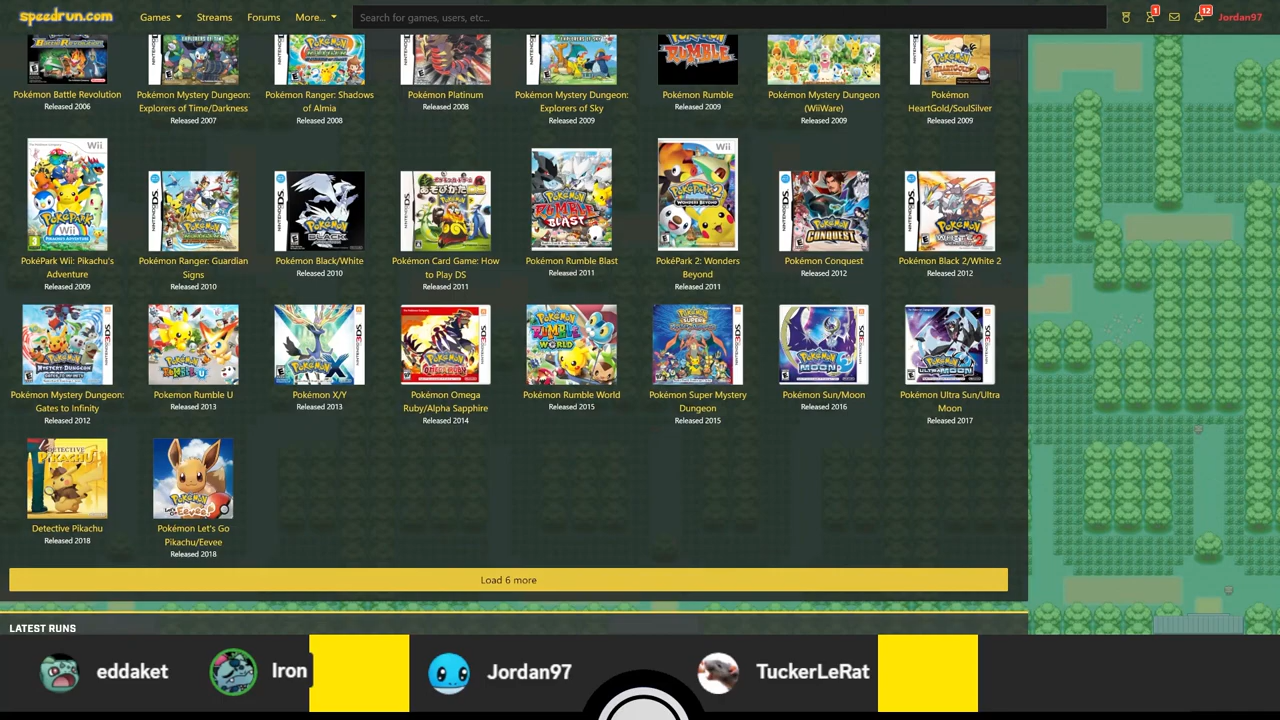 speedrun.com
Games
Streams
Forums
More...
Search for games, users, etc...
1
12
Jordan97
Pokémon Battle Revolution
Released 2006
Pokémon Mystery Dungeon:
Explorers of Time/Darkness
Released 2007
Pokémon Ranger: Shadows
of Almia
Released 2008
Pokémon Platinum
Released 2008
Pokémon Mystery Dungeon:
Explorers of Sky
Released 2009
Pokémon Rumble
Released 2009
Pokémon Mystery Dungeon
(WiiWare)
Released 2009
Pokémon
HeartGold/SoulSilver
Released 2009
PokéPark Wii: Pikachu's
Adventure
Released 2009
Pokémon Ranger: Guardian
Signs
Released 2010
Pokémon Black/White
Released 2010
Pokémon Card Game: How
to Play DS
Released 2011
Pokémon Rumble Blast
Released 2011
PokéPark 2: Wonders
Beyond
Released 2011
Pokémon Conquest
Released 2012
Pokémon Black 2/White 2
Released 2012
Pokémon Mystery Dungeon:
Gates to Infinity
Released 2012
Pokémon Rumble U
Released 2013
Pokémon X/Y
Released 2013
Pokémon Omega
Ruby/Alpha Sapphire
Released 2014
Pokémon Rumble World
Released 2015
Pokémon Super Mystery
Dungeon
Released 2015
Pokémon Sun/Moon
Released 2016
Pokémon Ultra Sun/Ultra
Moon
Released 2017
Detective Pikachu
Released 2018
Pokémon Let's Go
Pikachu/Eevee
Released 2018
Load 6 more
LATEST RUNS
eddaket
Iron
Jordan97
TuckerLeRat